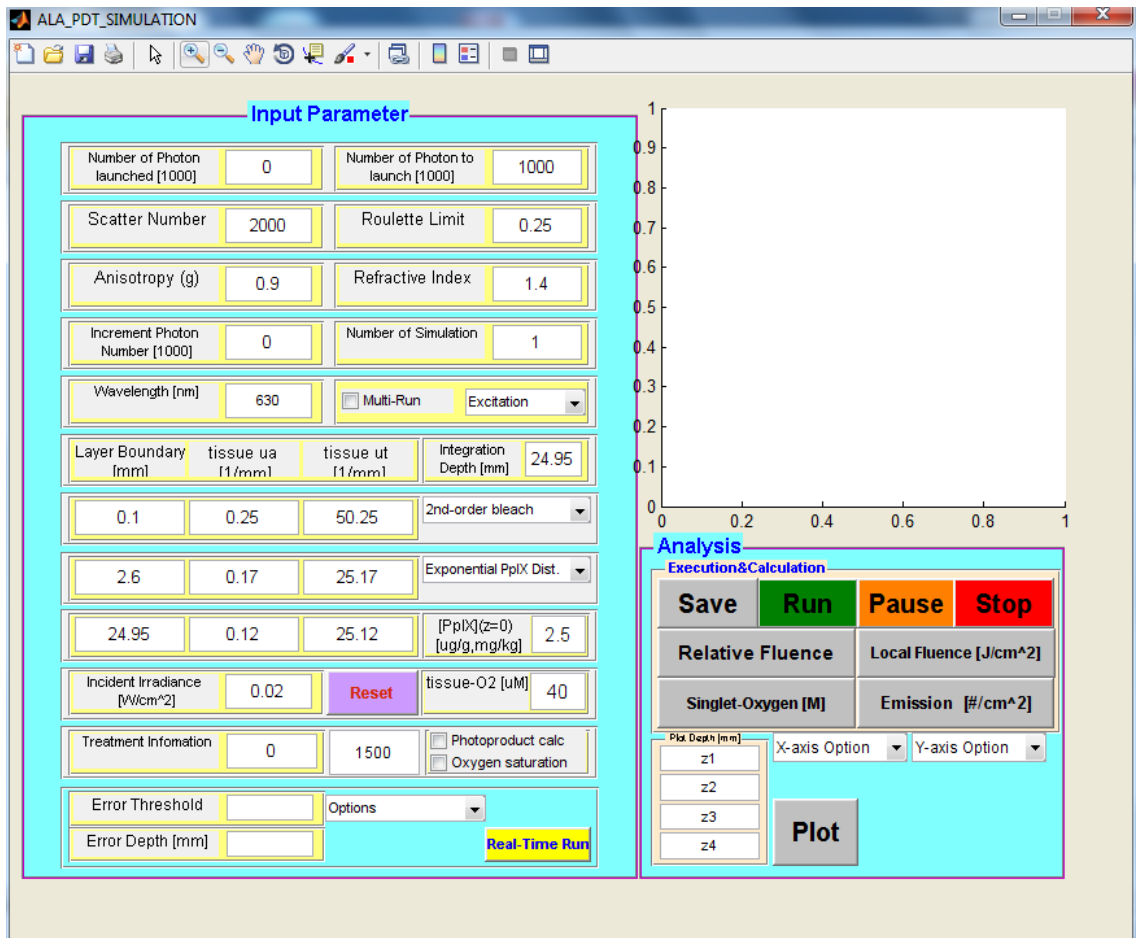 ALA_PDT_SIMULATION
Input Parameter
Number of Photon
launched [1000]
0
Number of Photon to
launch [1000]
1000
Scatter Number
2000
Roulette Limit
0.25
Anisotropy (g)
0.9
Refractive Index
1.4
Increment Photon
Number [1000]
0
Number of Simulation
1
Wavelength [nm]
630
Multi-Run
Excitation
Layer Boundary
[mm]
tissue ua
[1/mm]
tissue ut
[1/mm]
Integration
Depth [mm]
24.95
0.1
0.25
50.25
2nd-order bleach
2.6
0.17
25.17
Exponential PpIX Dist.
24.95
0.12
25.12
[PpIX](z=0)
[ug/g,mg/kg]
2.5
Incident Irradiance
[W/cm^2]
0.02
Reset
tissue-O2 [uM]
40
Treatment Infomation
0
1500
Photoproduct calc
Oxygen saturation
Error Threshold
Options
Error Depth [mm]
Real-Time Run
1
0.9
0.8
0.7
0.6
0.5
0.4
0.3
0.2
0.1
0
0
0.2
0.4
0.6
0.8
1
Analysis
Execution&Calculation
Save
Run
Pause
Stop
Relative Fluence
Local Fluence [J/cm^2]
Singlet-Oxygen [M]
Emission [#/cm^2]
Plot Depth [mm]
z1
z2
z3
z4
X-axis Option
Y-axis Option
Plot